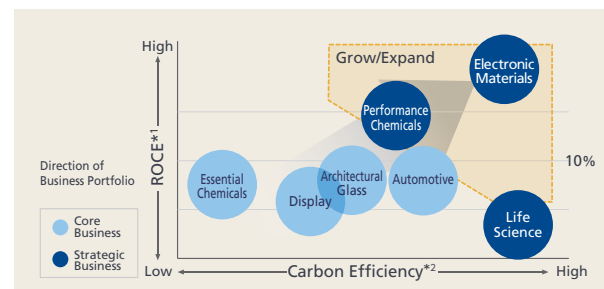 High
Grow/Expand
Electronic
Materials
Performance
Chemicals
ROCE*1
10%
Direction of
Business Portfolio
Essential
Chemicals
Display
Architectural
Glass
Automotive
Life
Science
Core
Business
Strategic
Business
Low
Carbon Efficiency*2
High